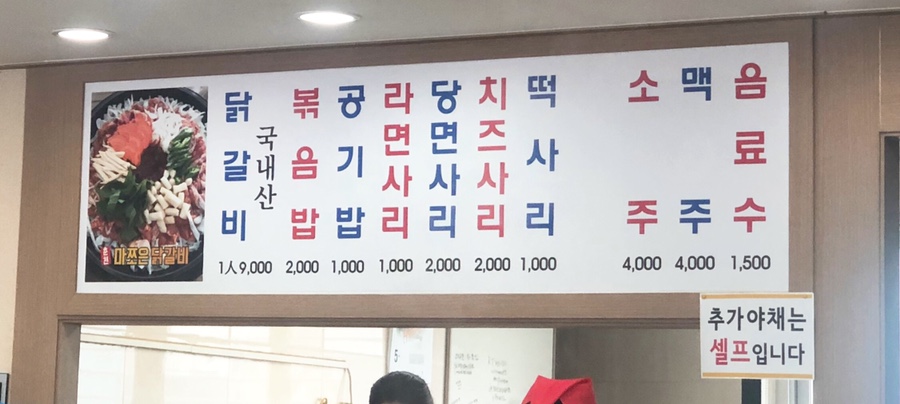 닭갈비
국내산
1人 9,000
볶음밥
2,000
공기밥
1,000
라면사리
1,000
당면사리
2,000
치즈사리
2,000
떡사리
1,000
소주
4,000
맥주
4,000
음료수
1,500
마쪼은 닭갈비
추가야채는
셀프입니다